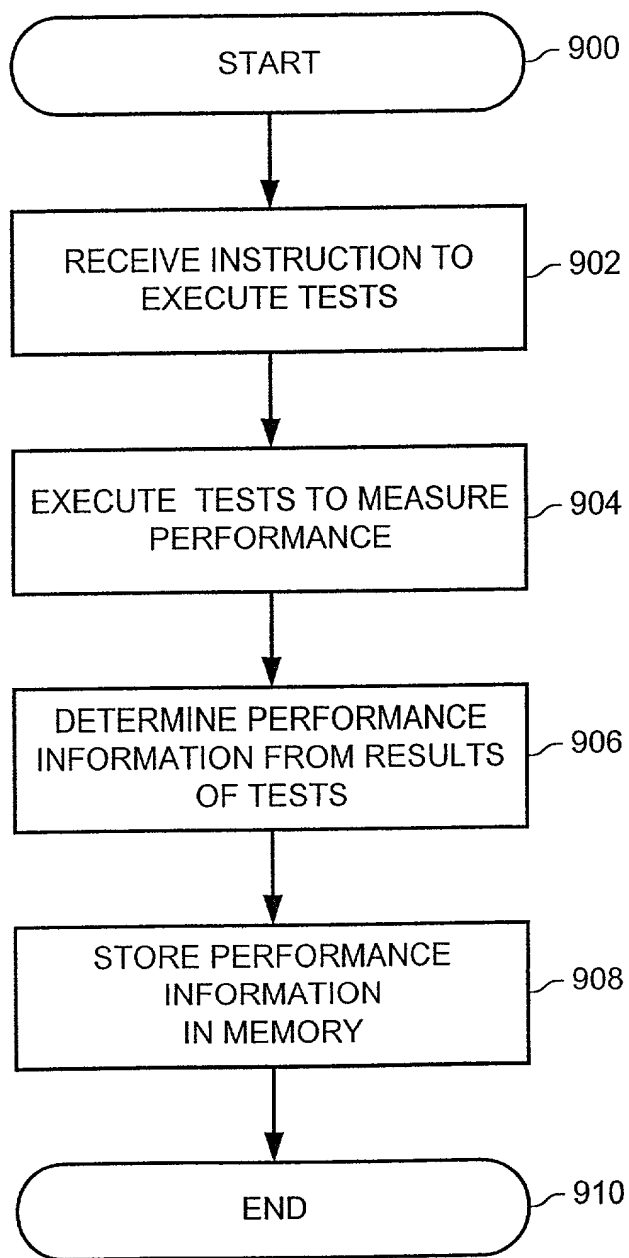 START
900
RECEIVE INSTRUCTION TO
EXECUTE TESTS
902
EXECUTE TESTS TO MEASURE
PERFORMANCE
904
DETERMINE PERFORMANCE
INFORMATION FROM RESULTS
OF TESTS
906
STORE PERFORMANCE
INFORMATION
IN MEMORY
908
END
910